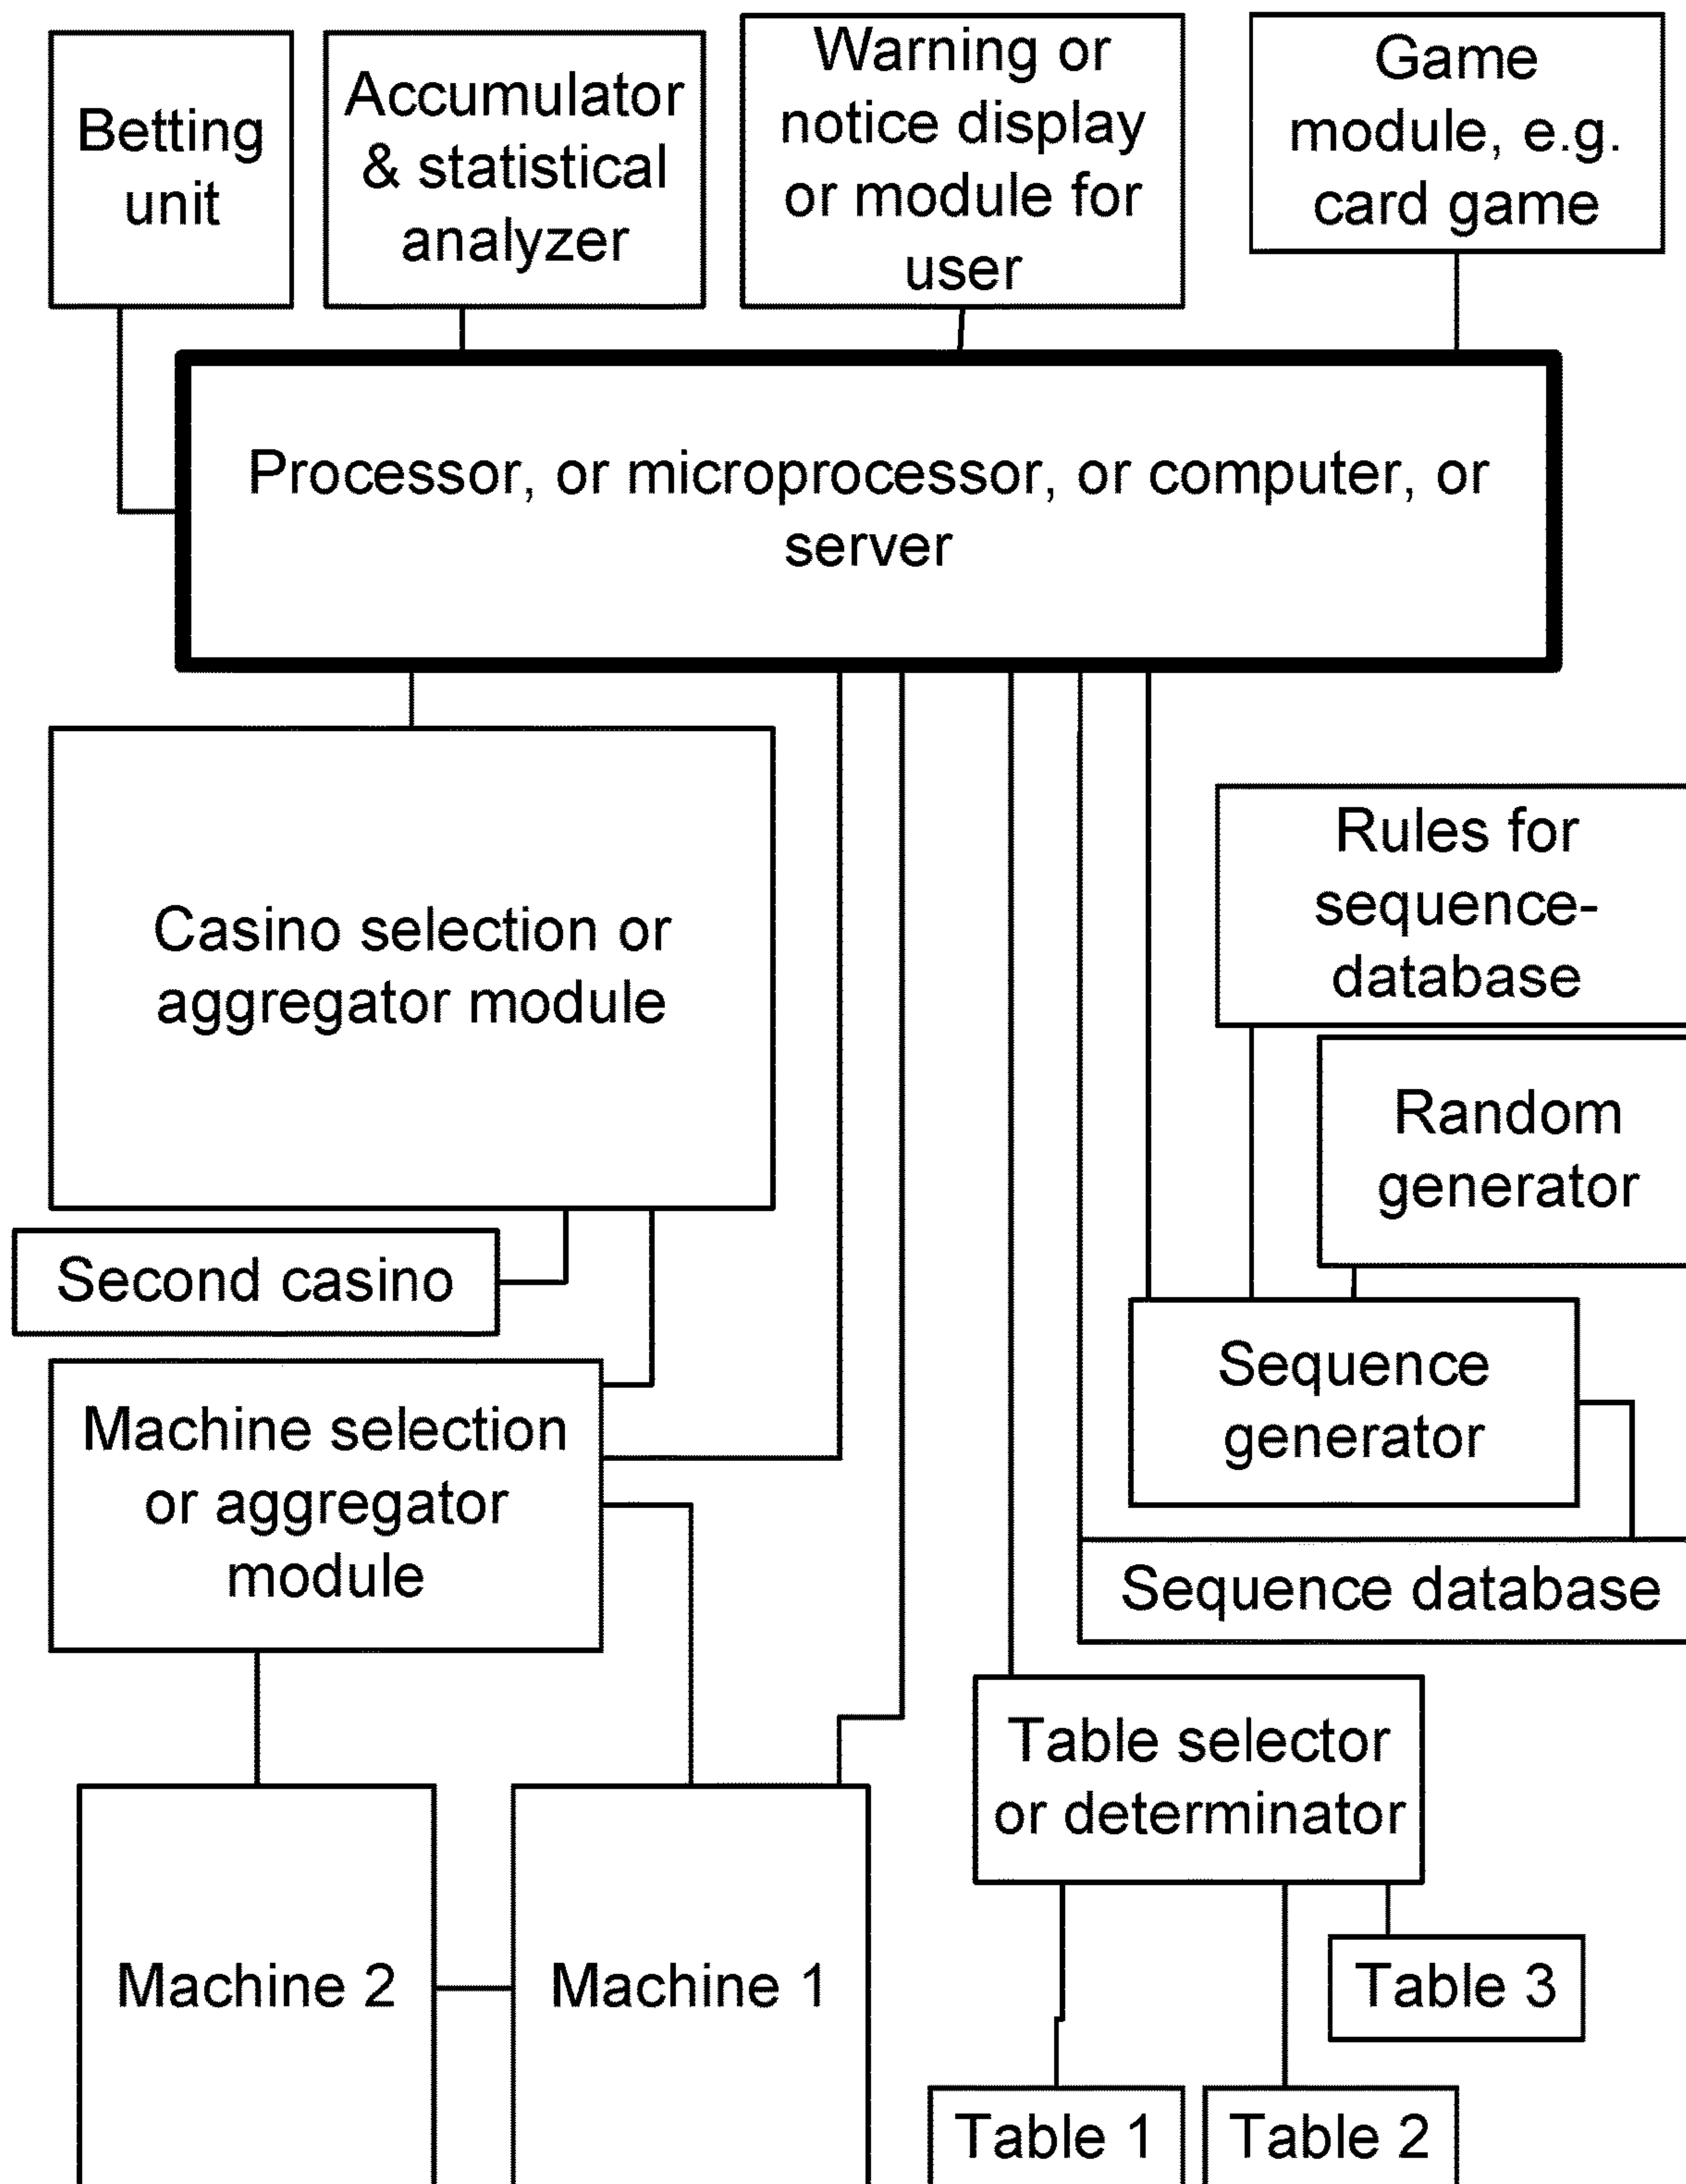 Betting
unit
Accumulator
& statistical
analyzer
Warning or
notice display
or module for
user
Game
module, e.g.
card game
Processor, or microprocessor, or computer, or
server
Casino selection or
aggregator module
Rules for
sequence-
database
Random
generator
Second casino
Sequence
generator
Machine selection
or aggregator
module
Sequence database
Table selector
or determinator
Machine 2
Machine 1
Table 3
Table 1
Table 2